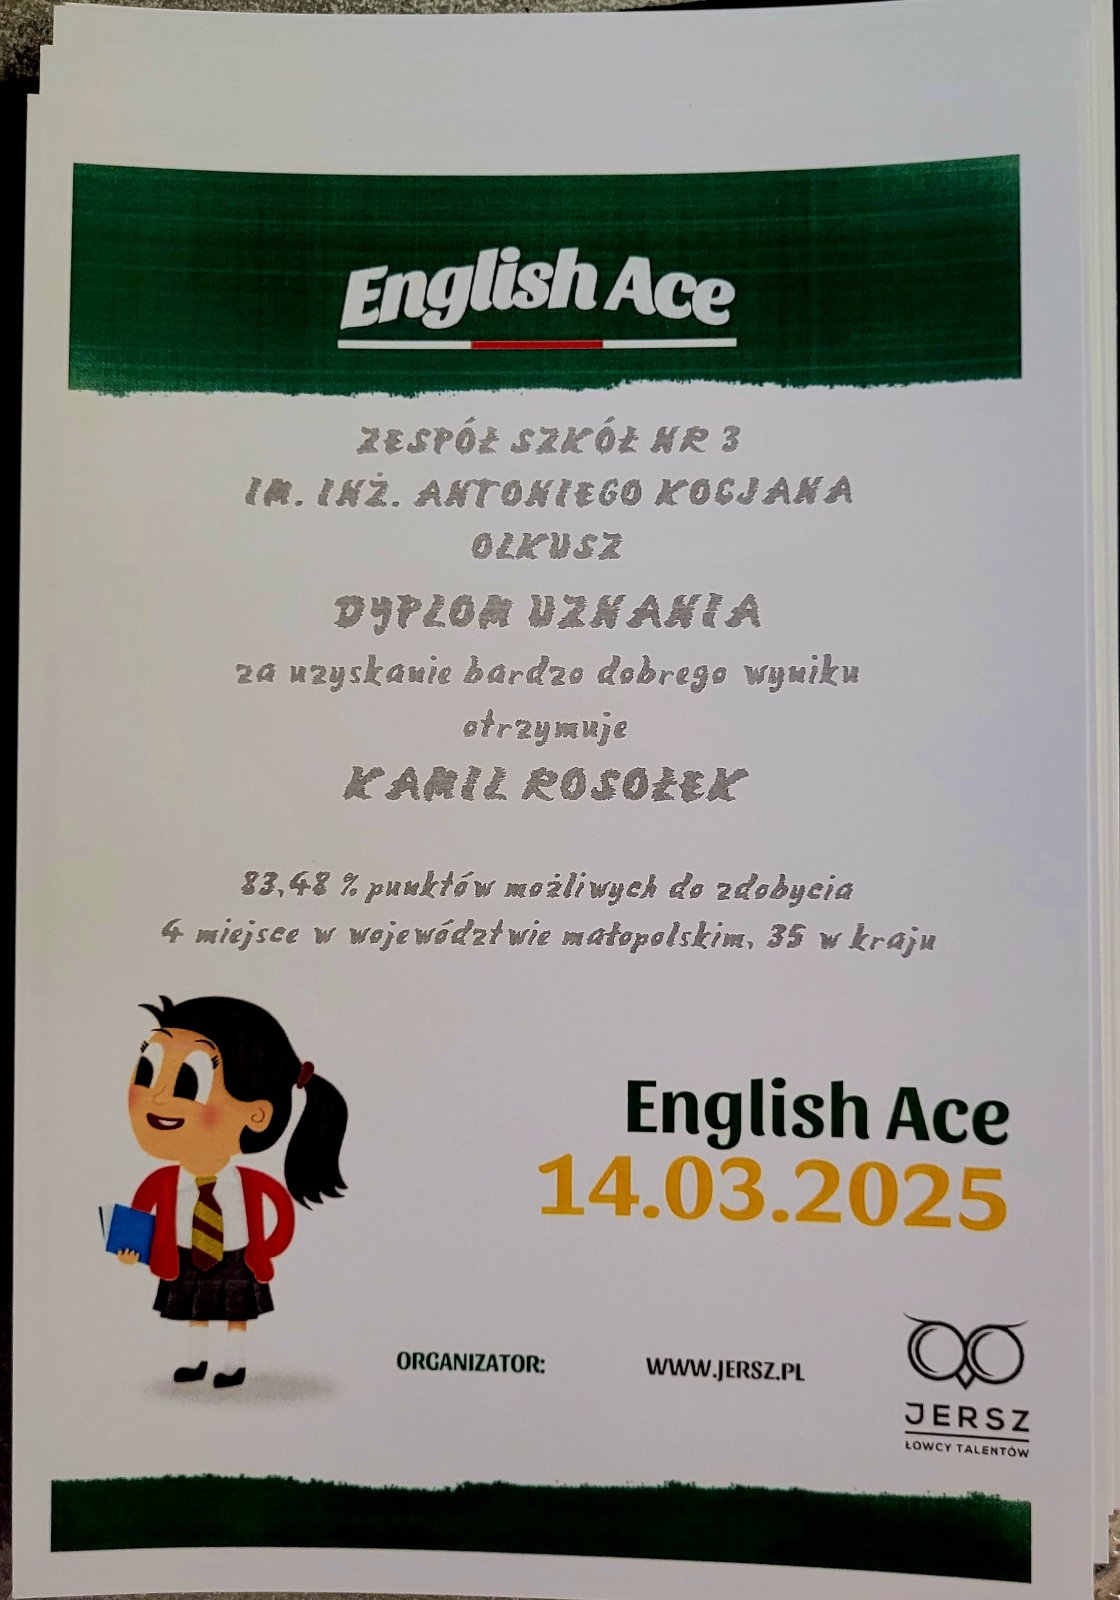 English Ace
ZESPÓŁ SZKÓŁ NR 3
IM. INŻ. ANTONIEGO KOCJANA
OLKUSZ
DYPLOM UZNANIA
za uzyskanie bardzo dobrego wyniku
otrzymuje
KAMIL ROSOŁEK
83,48 % punktów możliwych do zdobycia
4 miejsce w województwie małopolskim, 35 w kraju
English Ace
14.03.2025
ORGANIZATOR: WWW.JERSZ.PL
JERSZ
ŁOWCY TALENTÓW